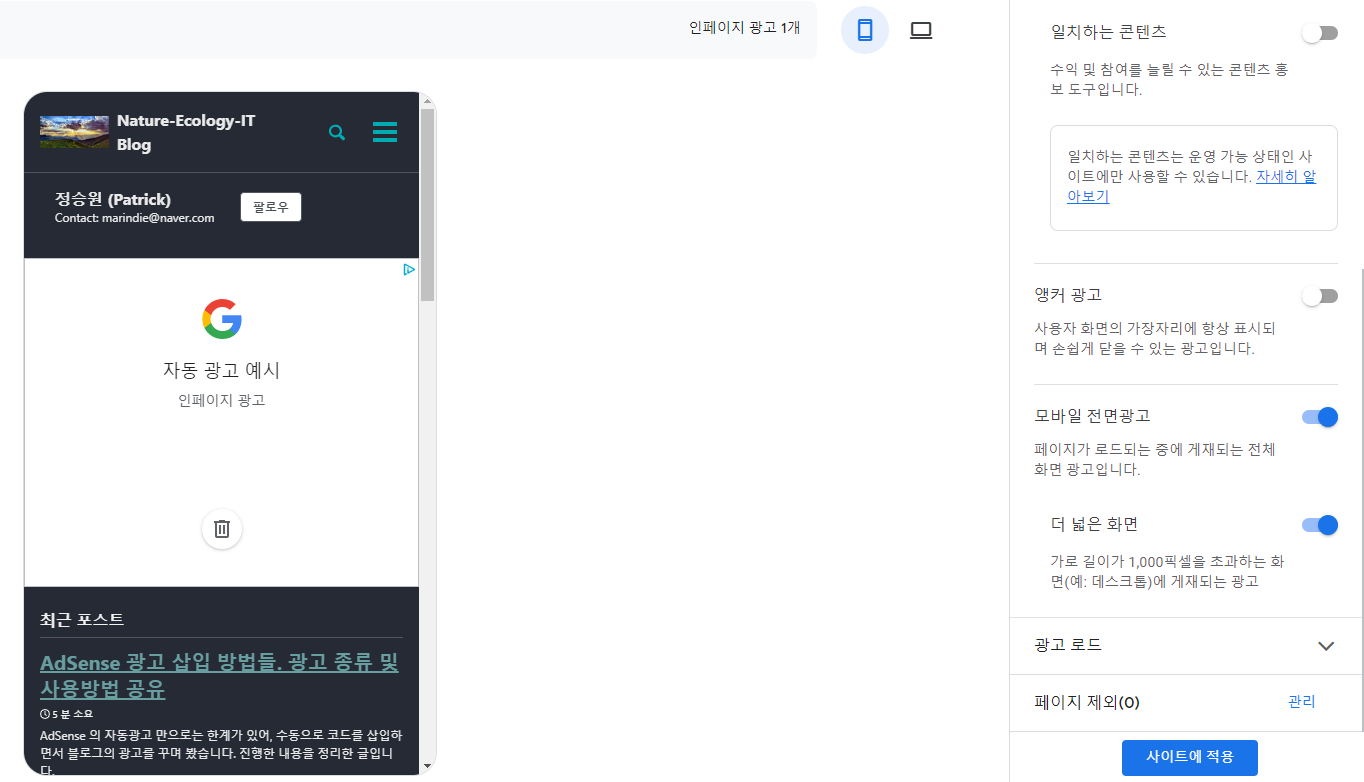 인페이지 광고 1개
Nature-Ecology-IT
Blog
정승원 (Patrick)
Contact: marindie@naver.com
팔로우
자동 광고 예시
인페이지 광고
최근 포스트
AdSense 광고 삽입 방법들. 광고 종류 및
사용방법 공유
5 분 소요
AdSense 의 자동광고 만으로는 한계가 있어, 수동으로 코드를 삽입하
면서 블로그의 광고를 꾸며 봤습니다. 진행한 내용을 정리한 글입니
다.
일치하는 콘텐츠
수익 및 참여를 늘릴 수 있는 콘텐츠 홍
보 도구입니다.
일치하는 콘텐츠는 운영 가능 상태인 사
이트에만 사용할 수 있습니다. 자세히 알
아보기
앵커 광고
사용자 화면의 가장자리에 항상 표시되
며 손쉽게 닫을 수 있는 광고입니다.
모바일 전면광고
페이지가 로드되는 중에 게재되는 전체
화면 광고입니다.
더 넓은 화면
가로 길이가 1,000픽셀을 초과하는 화
면(예: 데스크톱)에 게재되는 광고
광고 로드
페이지 제외(0)
관리
사이트에 적용